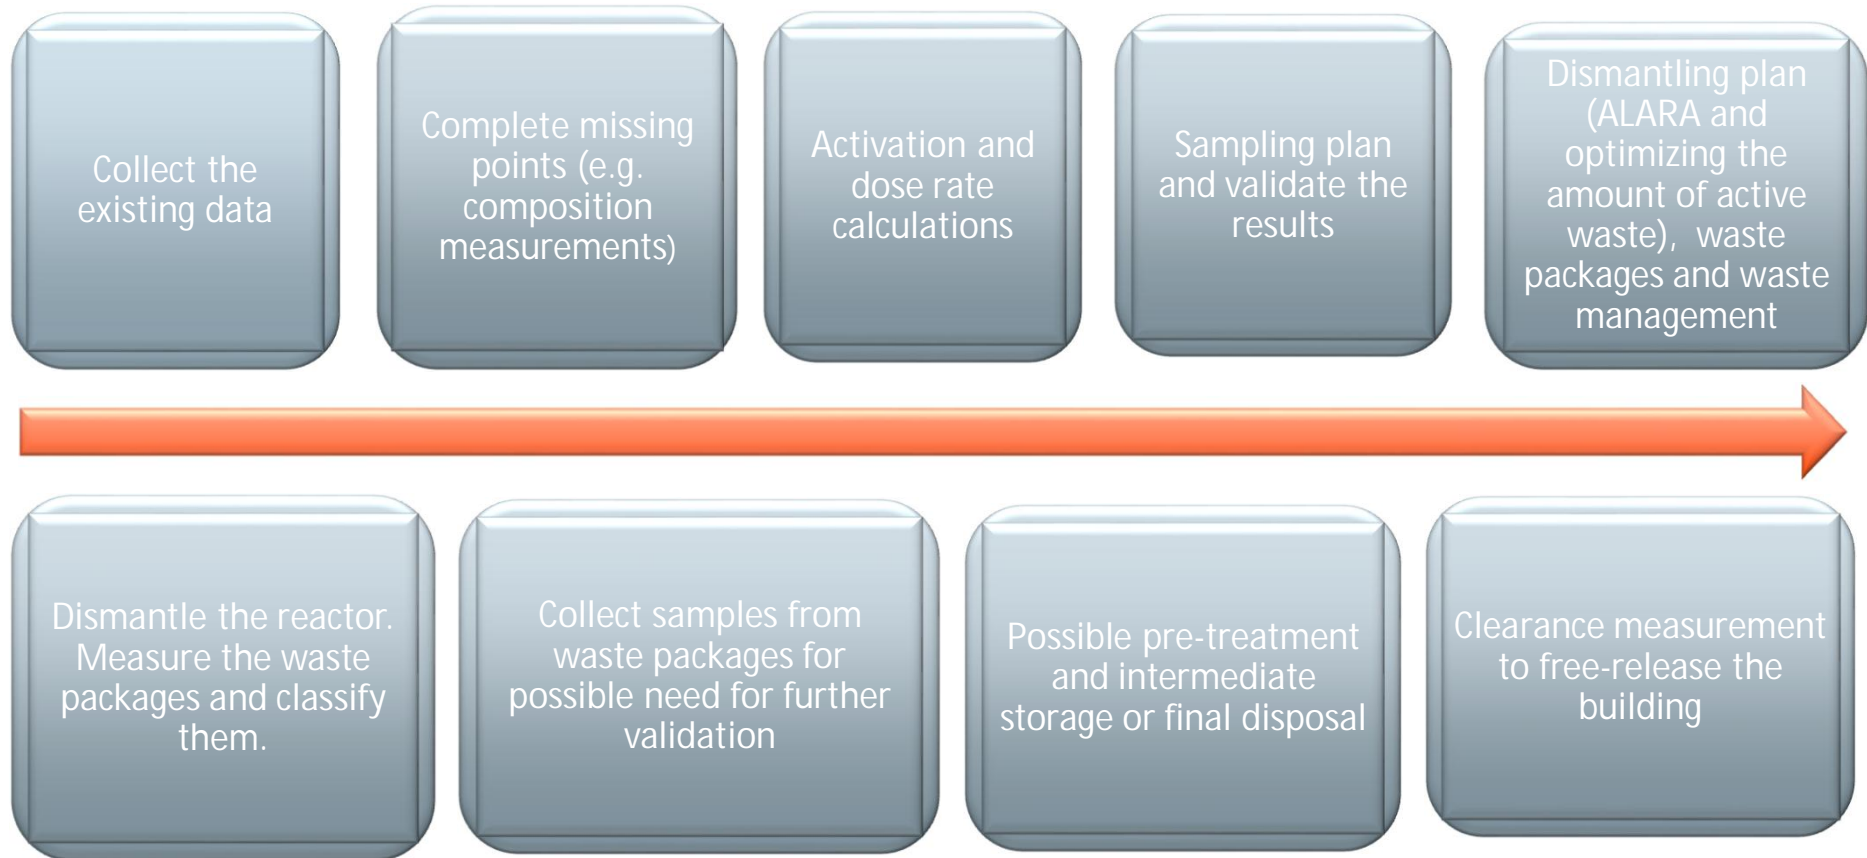 Collect the
existing data
Complete missing
points (e.g.
composition
measurements)
Activation and
dose rate
calculations
Sampling plan
and validate the
results
Dismantling plan
(ALARA and
optimizing the
amount of active
waste), waste
packages and waste
management
Dismantle the reactor.
Measure the waste
packages and classify
them.
Collect samples from
waste packages for
possible need for further
validation
Possible pre-treatment
and intermediate
storage or final disposal
Clearance measurement
to free-release the
building